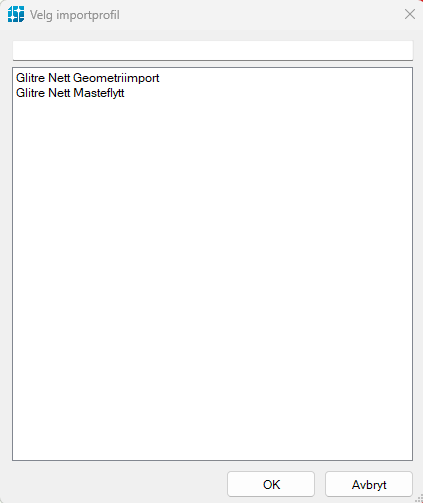 Velg importprofil
Glitre Nett Geometriimport
Glitre Nett Masteflytt
OK
Avbryt